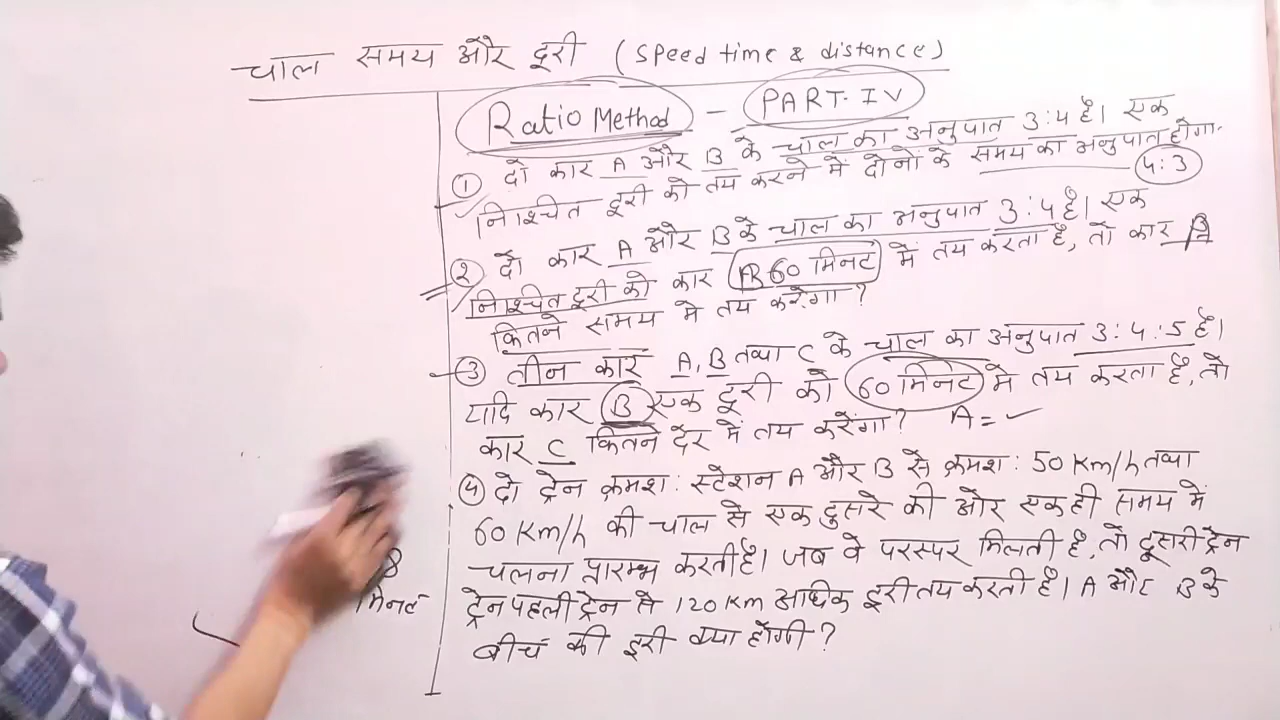 चाल समय और दूरी (speed time & distance)
Ratio Method - PART-IV
① दो कार A और B के चाल का अनुपात 3:4 है। एक
निश्चित दूरी को तय करने में दोनों के समय का अनुपात होगा-
4:3
② दो कार A और B के चाल का अनुपात 3:4 है। एक
निश्चित दूरी को कार 60 मिनट में तय करता है, तो कार
कितने समय में तय करेगा?
③ तीन कार A, B तथा C के चाल का अनुपात 3:4:5 है।
यदि कार B एक दूरी को 60 मिनट में तय करता है, तो
कार C कितने देर में तय करेंगा? A = ✓
④ दो ट्रेन क्रमश: स्टेशन A और B से क्रमश: 50 Km/h तथा
60 Km/h की चाल से एक दुसरे की ओर एक ही समय में
चलना प्रारम्भ करती है। जब वे परस्पर मिलती है, तो दूसरी ट्रेन
ट्रेन पहली ट्रेन से 120 Km अधिक दूरी तय करती है। A और B के
बीच की दूरी क्या होगी?
8
मिनट